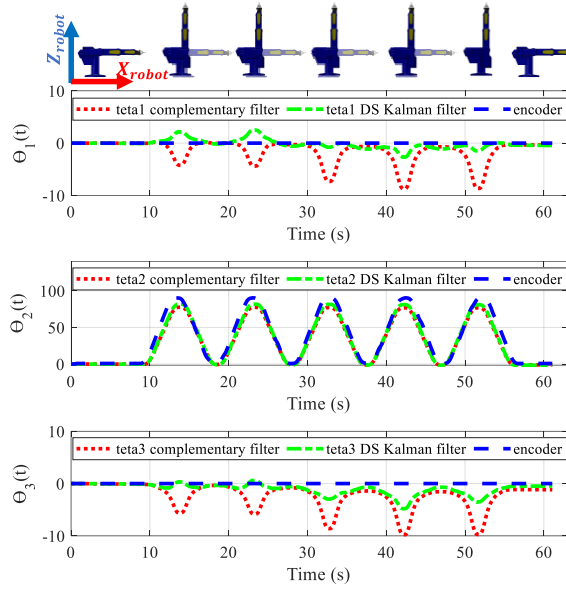 Z_robot
X_robot
teta1 complementary filter teta1 DS Kalman filter encoder
Θ₁(t)
10
0
-10
0 10 20 30 40 50 60
Time (s)
teta2 complementary filter teta2 DS Kalman filter encoder
Θ₂(t)
100
50
0
0 10 20 30 40 50 60
Time (s)
teta3 complementary filter teta3 DS Kalman filter encoder
Θ₃(t)
10
0
-10
0 10 20 30 40 50 60
Time (s)